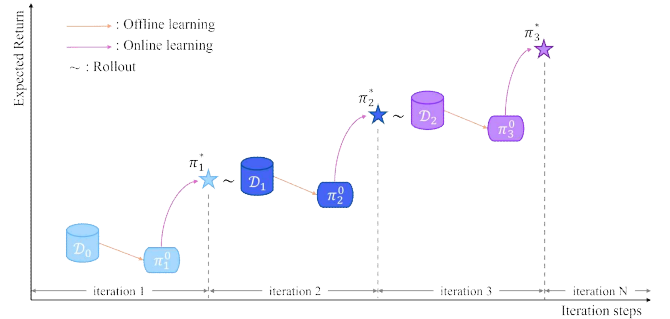 Expected Return
: Offline learning
: Online learning
~ : Rollout
π₃*
π₂*
~ D₂
π₃⁰
π₁*
~ D₁
π₂⁰
D₀
π₁⁰
iteration 1 iteration 2 iteration 3 iteration N
Iteration steps